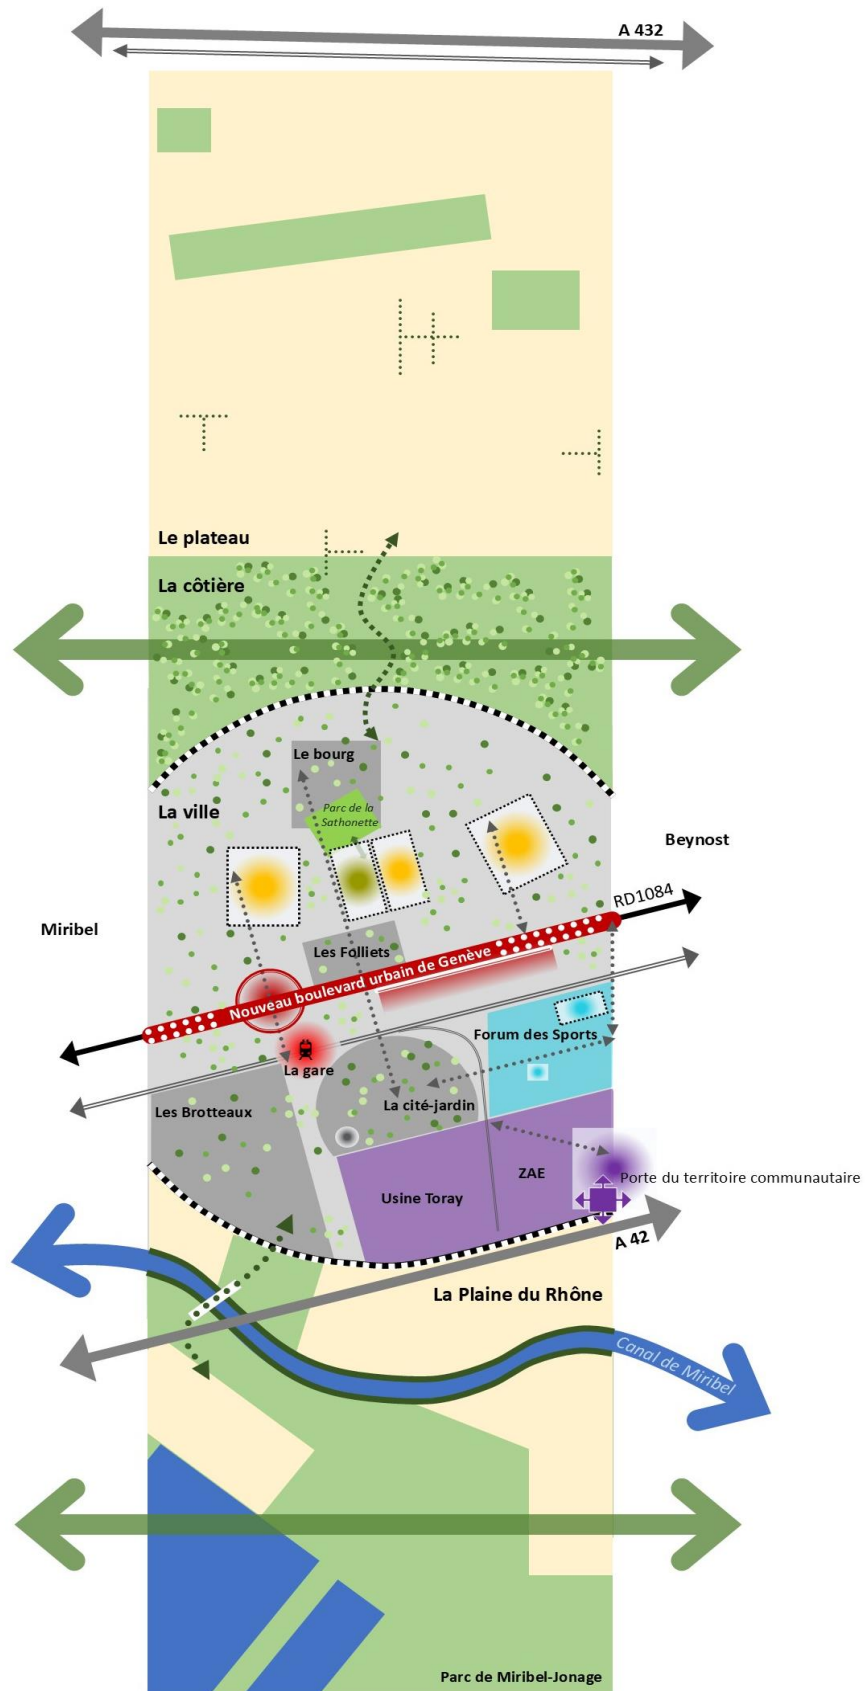 A 432
Le plateau
La côtière
Le bourg
Parc de la
Sathonette
La ville
Beynost
RD1084
Miribel
Les Folliets
Nouveau boulevard urbain de Genève
Forum des Sports
La gare
La cité-jardin
Les Brotteaux
ZAE
Porte du territoire communautaire
Usine Toray
A 42
La Plaine du Rhône
Canal de Miribel
Parc de Miribel-Jonage